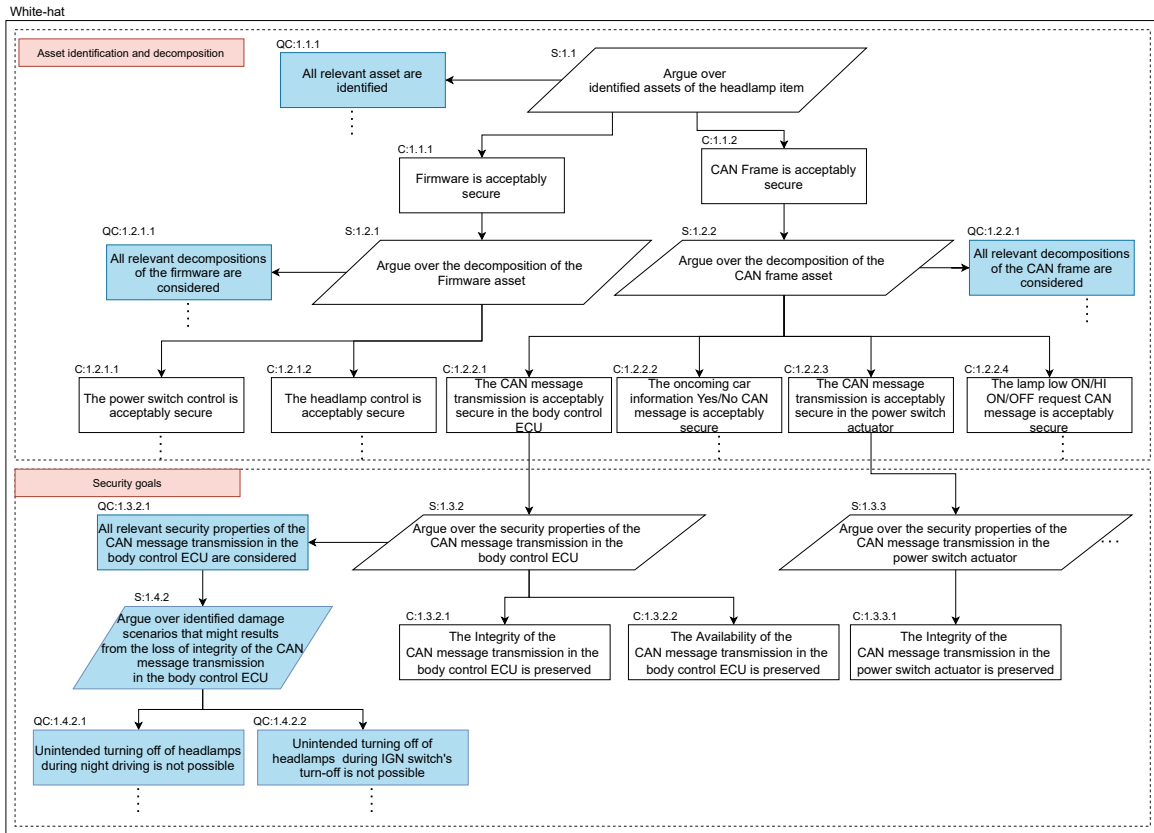 White-hat
Asset identification and decomposition
QC:1.1.1
All relevant asset are
identified
S:1.1
Argue over
identified assets of the headlamp item
C:1.1.1
Firmware is acceptably
secure
C:1.1.2
CAN Frame is acceptably
secure
QC:1.2.1.1
All relevant decompositions
of the firmware are
considered
S:1.2.1
Argue over the decomposition of the
Firmware asset
S:1.2.2
Argue over the decomposition of the
CAN frame asset
QC:1.2.2.1
All relevant decompositions
of the CAN frame are
considered
C:1.2.1.1
The power switch control is
acceptably secure
C:1.2.1.2
The headlamp control is
acceptably secure
C:1.2.2.1
The CAN message
transmission is acceptably
secure in the body control
ECU
C:1.2.2.2
The oncoming car
information Yes/No CAN
message is acceptably
secure
C:1.2.2.3
The CAN message
transmission is acceptably
secure in the power switch
actuator
C:1.2.2.4
The lamp low ON/HI
ON/OFF request CAN
message is acceptably
secure
Security goals
QC:1.3.2.1
All relevant security properties of the
CAN message transmission in the
body control ECU are considered
S:1.3.2
Argue over the security properties of the
CAN message transmission in the
body control ECU
S:1.3.3
Argue over the security properties of the
CAN message transmission in the
power switch actuator
S:1.4.2
Argue over identified damage
scenarios that might results
from the loss of integrity of the CAN
message transmission
in the body control ECU
C:1.3.2.1
The Integrity of the
CAN message transmission in the
body control ECU is preserved
C:1.3.2.2
The Availability of the
CAN message transmission in the
body control ECU is preserved
C:1.3.3.1
The Integrity of the
CAN message transmission in the
power switch actuator is preserved
QC:1.4.2.1
Unintended turning off of headlamps
during night driving is not possible
QC:1.4.2.2
Unintended turning off of
headlamps during IGN switch's
turn-off is not possible